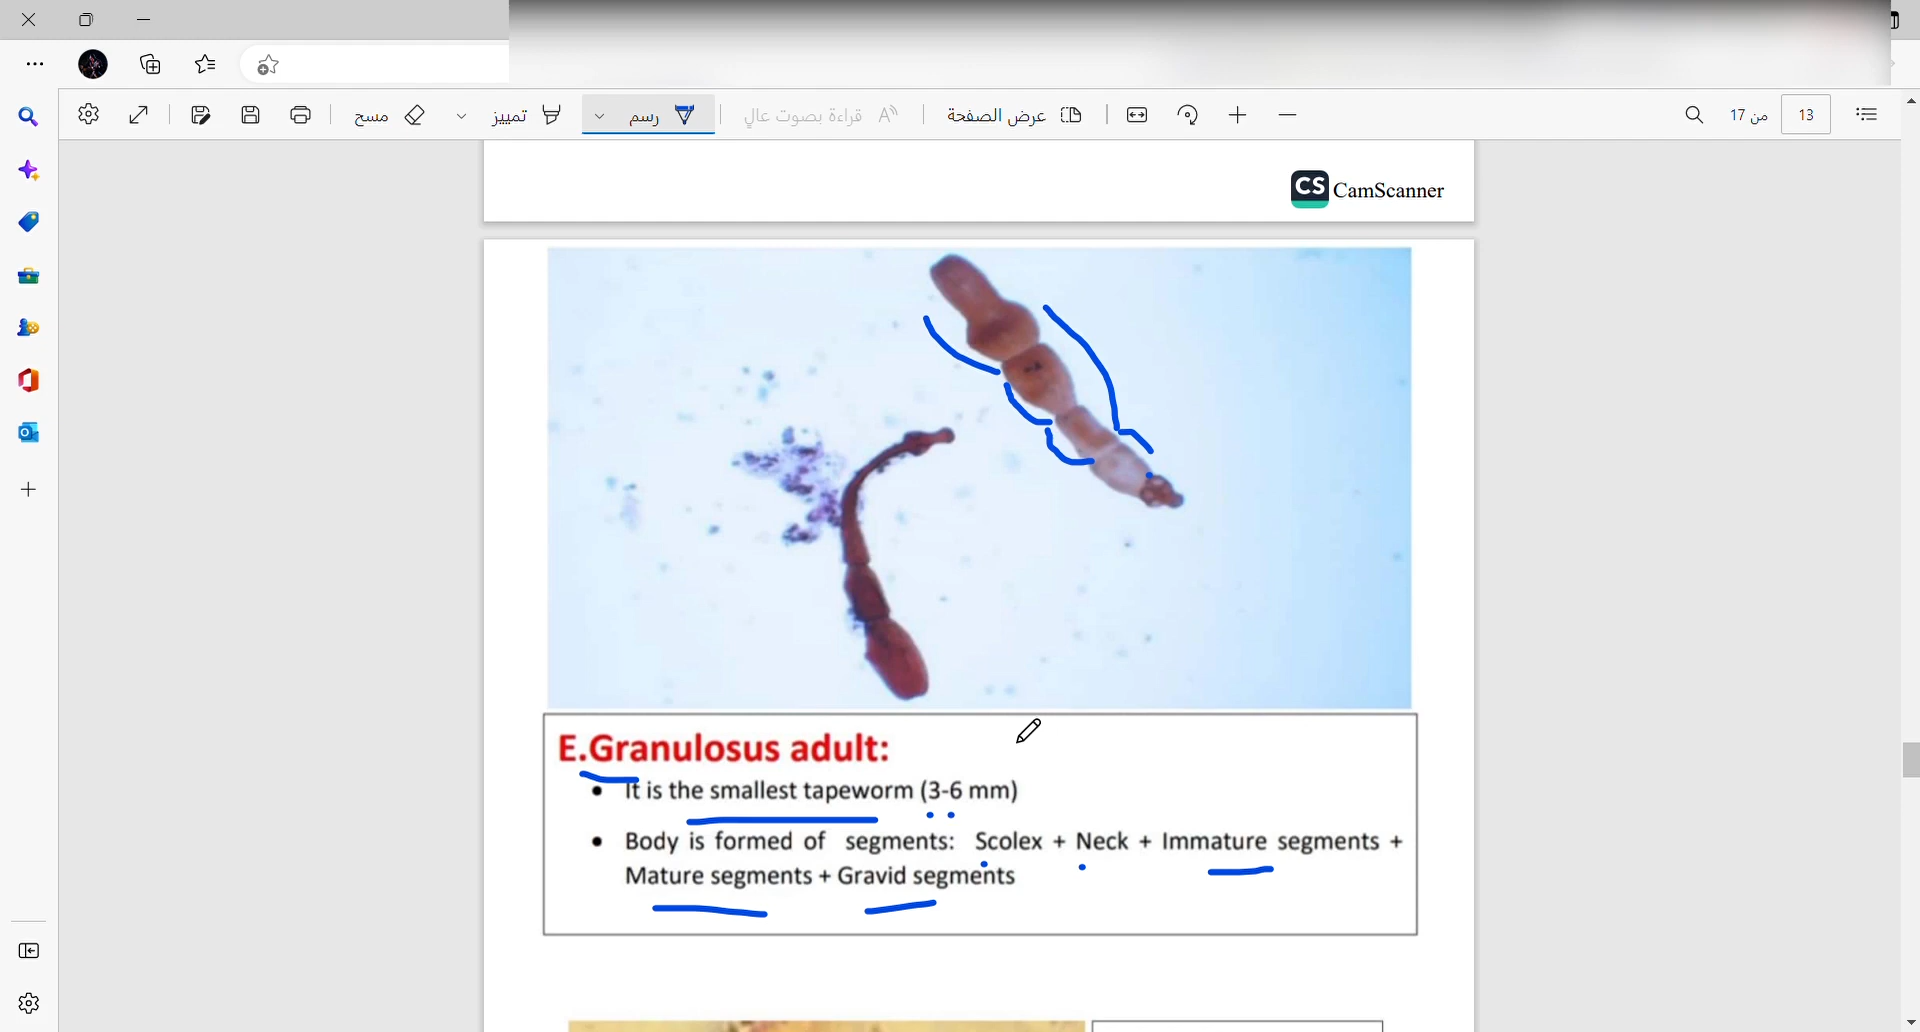 مسح
تمييز
رسم
قراءة بصوت عالٍ
عرض الصفحة
من 17
13
CS CamScanner
E.Granulosus adult:
• It is the smallest tapeworm (3-6 mm)
• Body is formed of segments: Scolex + Neck + Immature segments +
Mature segments + Gravid segments